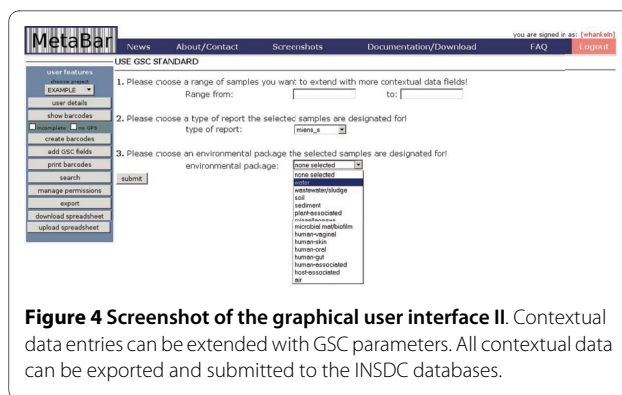 MetaBar
you are signed in as: [whankeln]
News About/Contact Screenshots Documentation/Download FAQ Logout
USE GSC STANDARD
user features
choose project
EXAMPLE
user details
show barcodes
incomplete no GPS
create barcodes
add GSC fields
print barcodes
search
manage permissions
export
download spreadsheet
upload spreadsheet
1. Please choose a range of samples you want to extend with more contextual data fields!
Range from: to:
2. Please choose a type of report the selected samples are designated for!
type of report: miens_s
3. Please choose an environmental package the selected samples are designated for!
environmental package: none selected
submit
none selected
water
wastewater/sludge
soil
sediment
plant-associated
miscellaneous
microbial mat/biofilm
human-vaginal
human-skin
human-oral
human-gut
human-associated
host-associated
air
Figure 4 Screenshot of the graphical user interface II. Contextual
data entries can be extended with GSC parameters. All contextual data
can be exported and submitted to the INSDC databases.